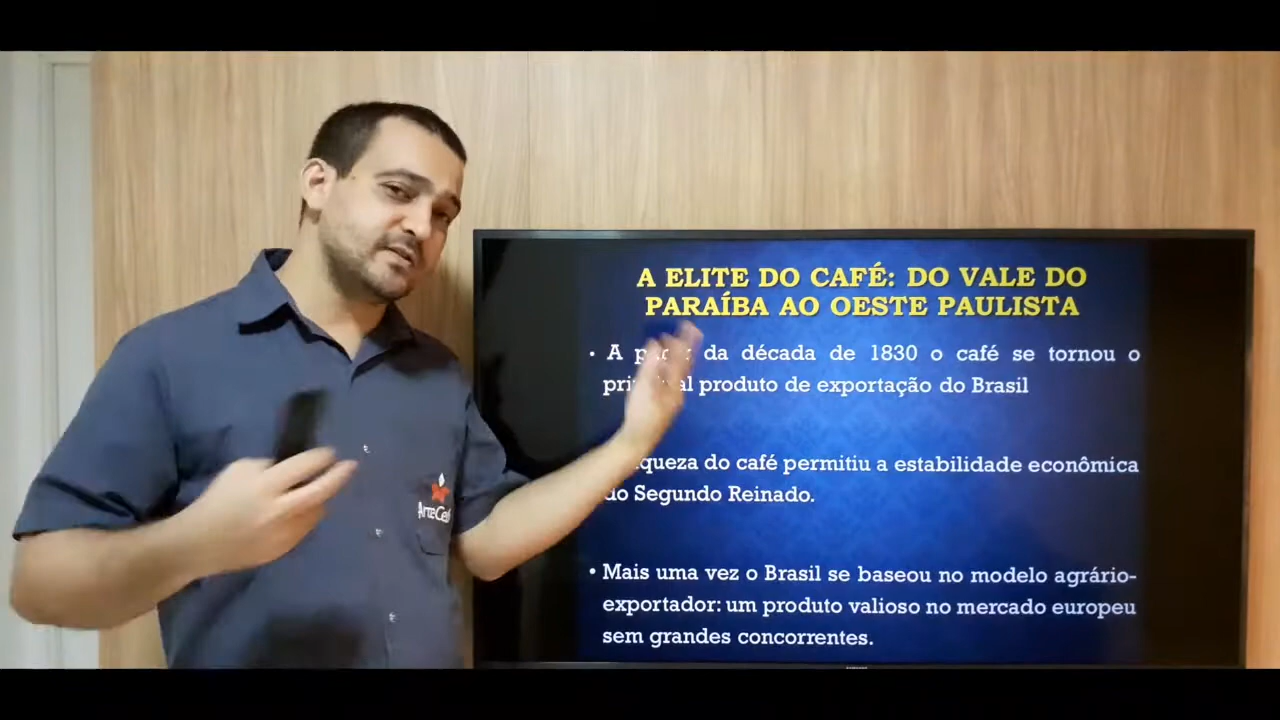 A ELITE DO CAFÉ: DO VALE DO
PARAÍBA AO OESTE PAULISTA
• A da década de 1830 o café se tornou o
produto de exportação do Brasil
do café permitiu a estabilidade econômica
do Segundo Reinado.
• Mais uma vez o Brasil se baseou no modelo agrário-
exportador: um produto valioso no mercado europeu
sem grandes concorrentes.